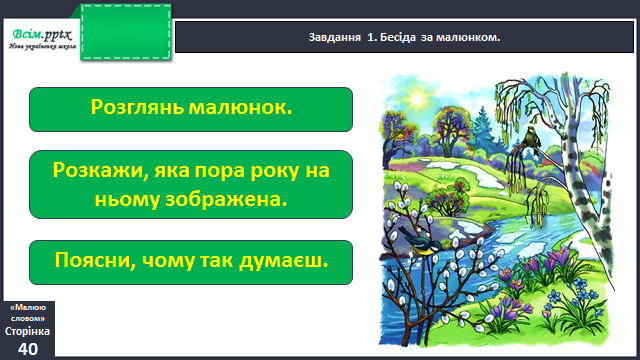 Всім.pptx
Нова українська школа
Завдання 1. Бесіда за малюнком.
Розглянь малюнок.
Розкажи, яка пора року на
ньому зображена.
Поясни, чому так думаєш.
«Малюю
словом»
Сторінка
40